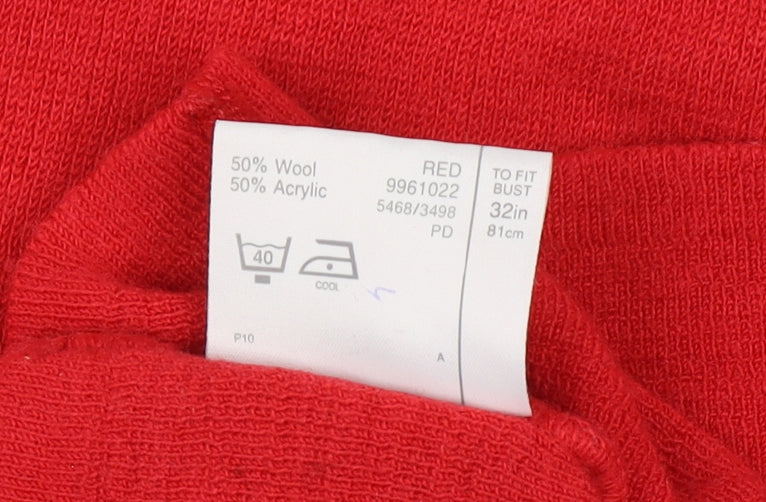 50% Wool
50% Acrylic
RED
9961022
5468/3498
PD
TO FIT
BUST
32in
81cm
40
COOL
P10
A